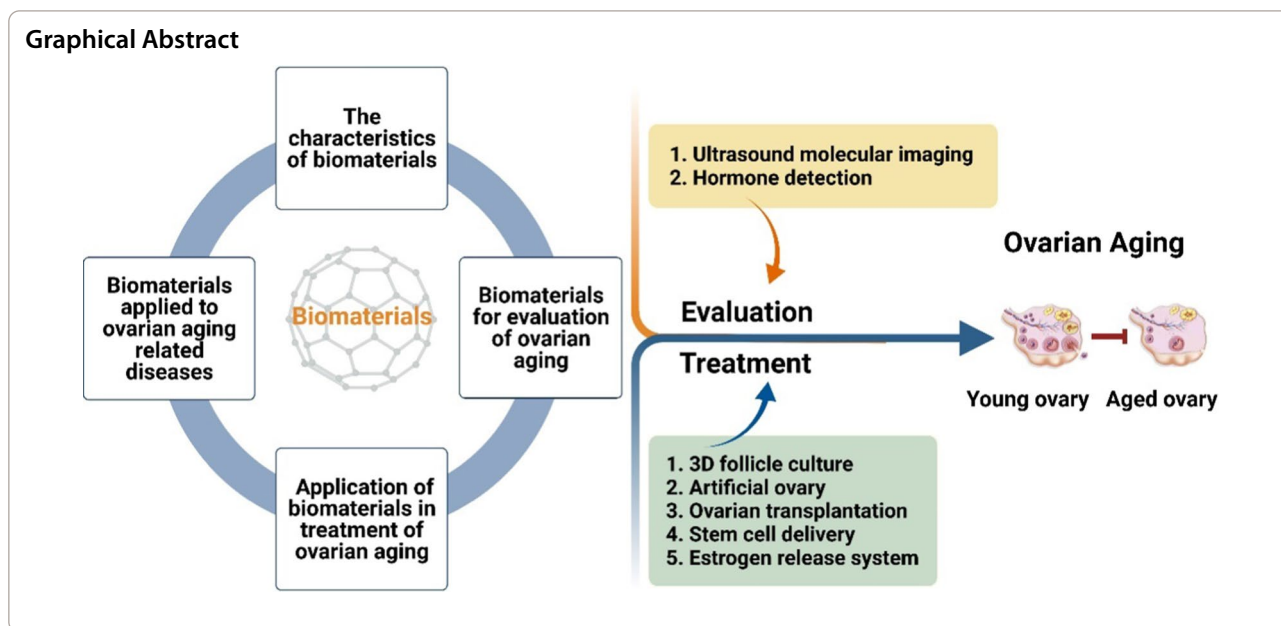 Graphical Abstract
The
characteristics
of biomaterials
Biomaterials
applied to
ovarian aging
related
diseases
Biomaterials
Biomaterials
for evaluation
of ovarian
aging
Application of
biomaterials in
treatment of
ovarian aging
1. Ultrasound molecular imaging
2. Hormone detection
Evaluation
Treatment
1. 3D follicle culture
2. Artificial ovary
3. Ovarian transplantation
4. Stem cell delivery
5. Estrogen release system
Ovarian Aging
Young ovary
Aged ovary